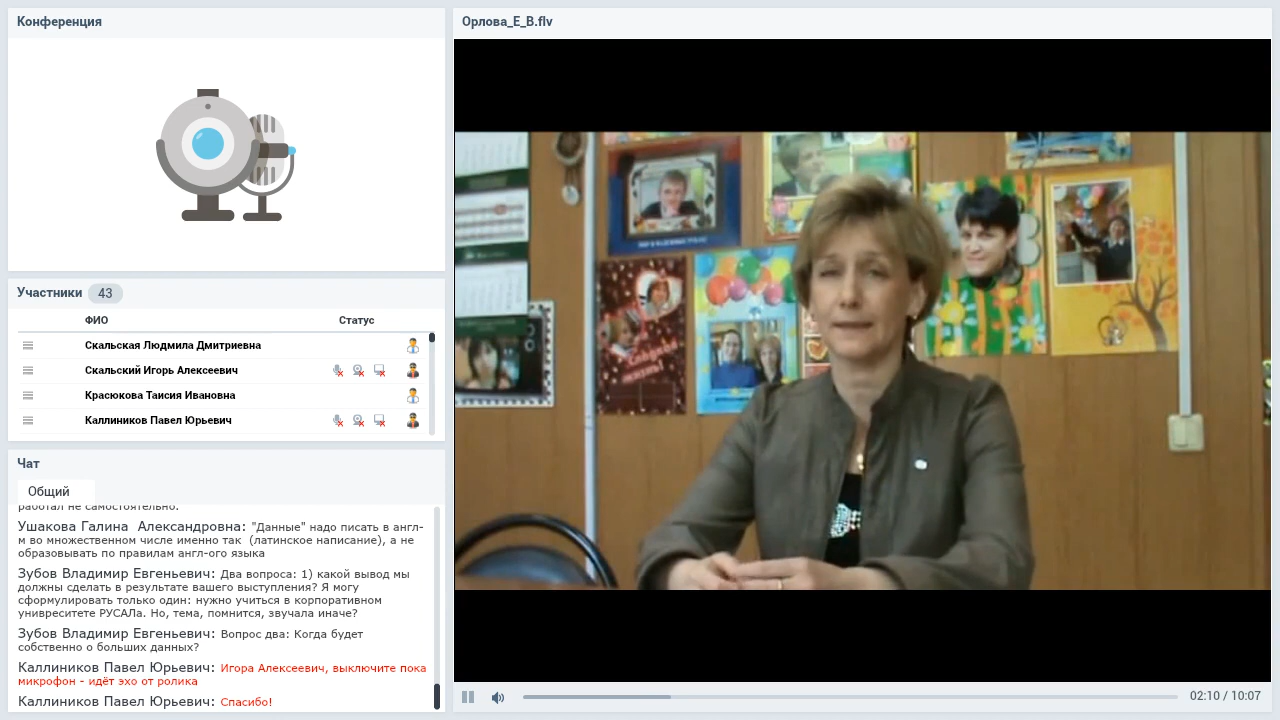 Конференция
Орлова_Е_В.flv
Участники 43
ФИО Статус
Скальская Людмила Дмитриевна
Скальский Игорь Алексеевич
Красюкова Таисия Ивановна
Каллиников Павел Юрьевич
Чат
Общий
работал не самостоятельно.
Ушакова Галина Александровна: "Данные" надо писать в англ-
м во множественном числе именно так (латинское написание), а не
образовывать по правилам англ-ого языка
Зубов Владимир Евгеньевич: Два вопроса: 1) какой вывод мы
должны сделать в результате вашего выступления? Я могу
сформулировать только один: нужно учиться в корпоративном
унивреситете РУСАЛа. Но, тема, помнится, звучала иначе?
Зубов Владимир Евгеньевич: Вопрос два: Когда будет
собственно о больших данных?
Каллиников Павел Юрьевич: Игора Алексеевич, выключите пока
микрофон - идёт эхо от ролика
Каллиников Павел Юрьевич: Спасибо!
02:10 / 10:07